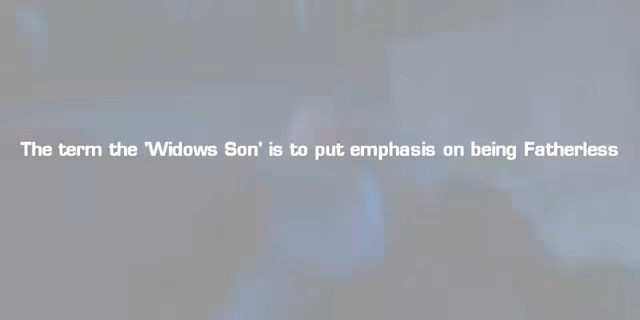 The term the 'Widows Son' is to put emphasis on being Fatherless